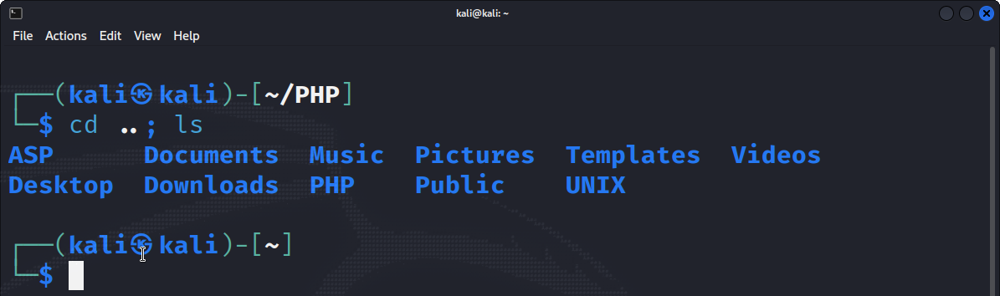 kali@kali: ~
File Actions Edit View Help
┌──(kali㉿kali)-[~/PHP]
└─$ cd ..; ls
ASP Documents Music Pictures Templates Videos
Desktop Downloads PHP Public UNIX
┌──(kali㉿kali)-[~]
└─$